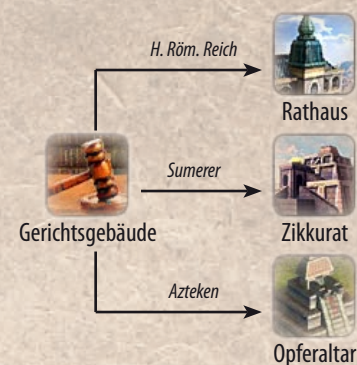 H. Röm. Reich
Rathaus
Sumerer
Gerichtsgebäude
Zikkurat
Azteken
Opferaltar